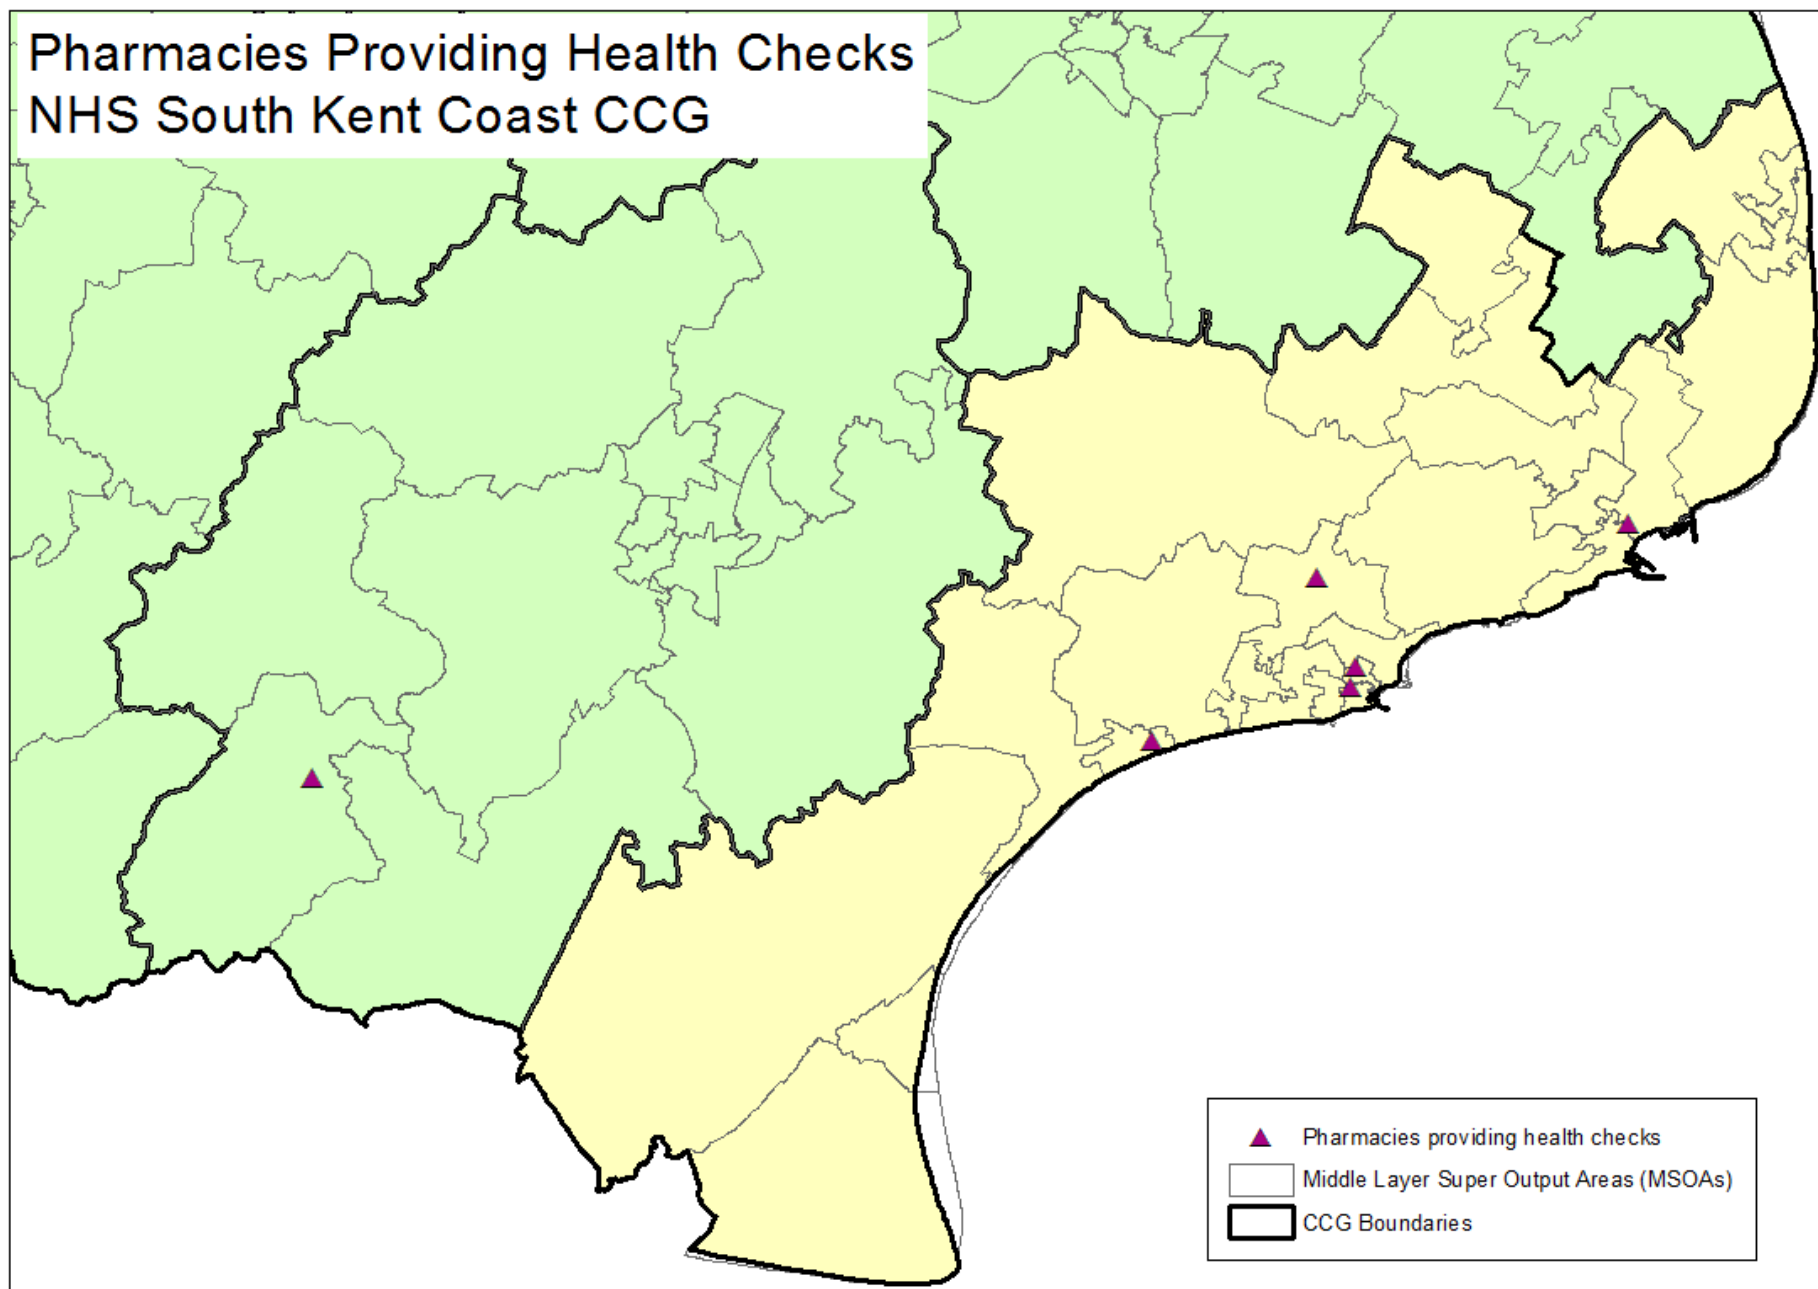 Pharmacies Providing Health Checks
NHS South Kent Coast CCG
Pharmacies providing health checks
Middle Layer Super Output Areas (MSOAs)
CCG Boundaries